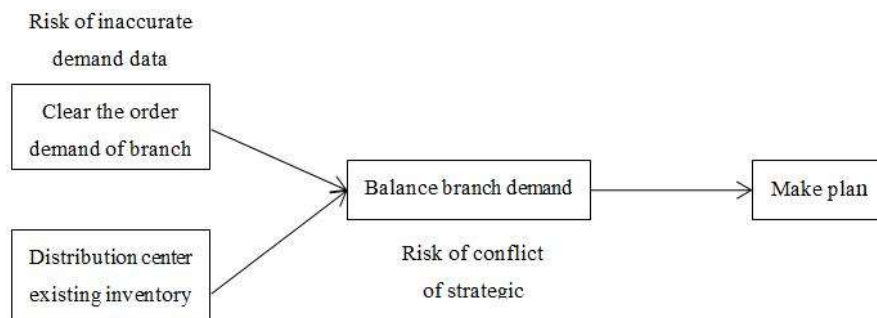 Risk of inaccurate
demand data
Clear the order
demand of branch
Balance branch demand
Make plan
Distribution center
existing inventory
Risk of conflict
of strategic